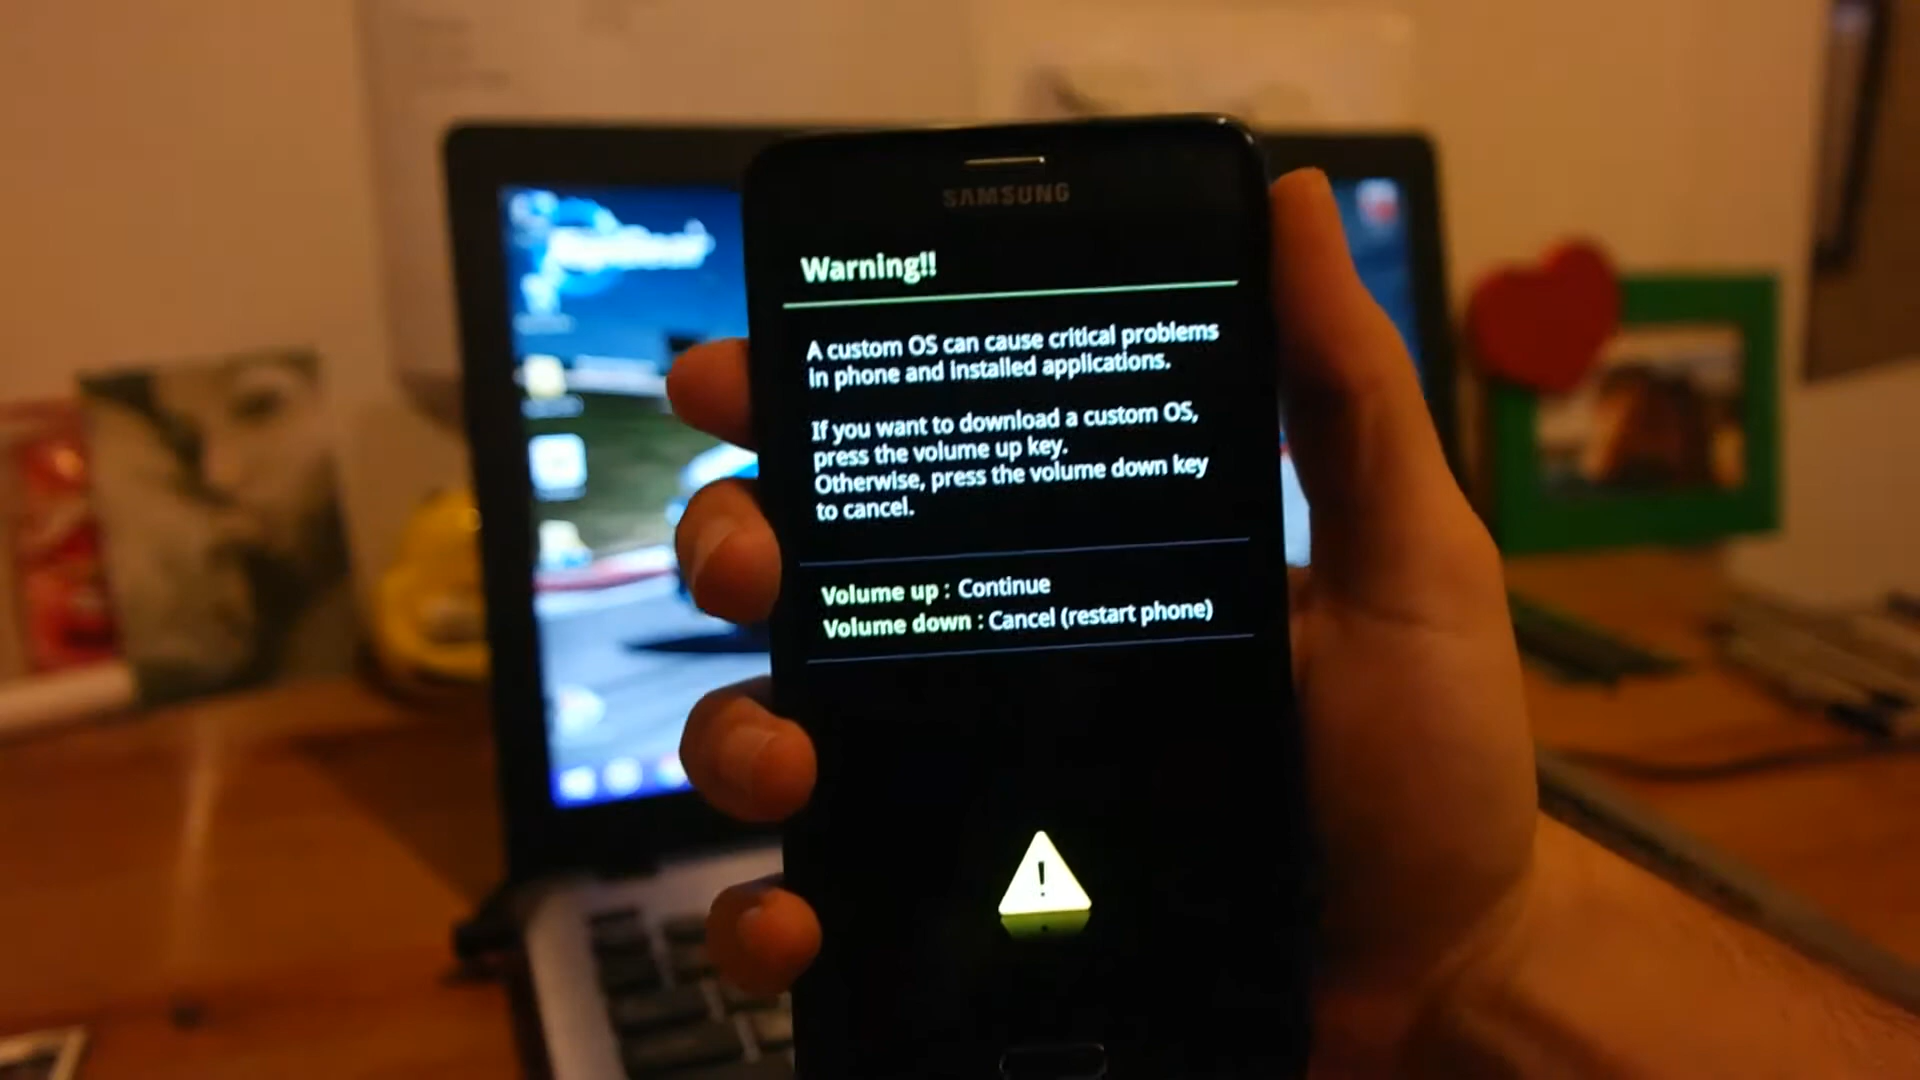 SAMSUNG
Warning!!
A custom OS can cause critical problems
in phone and installed applications.
If you want to download a custom OS,
press the volume up key.
Otherwise, press the volume down key
to cancel.
Volume up : Continue
Volume down : Cancel (restart phone)
!